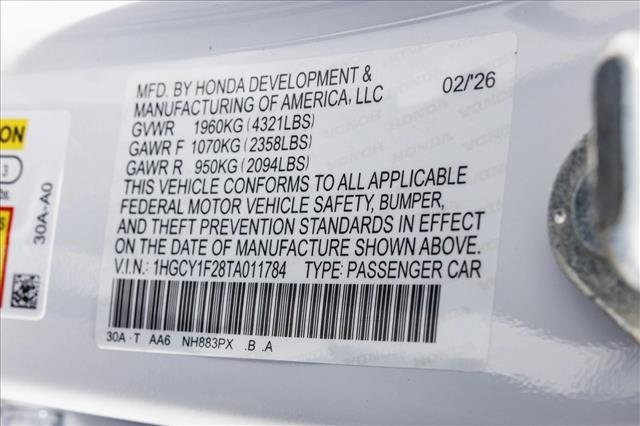 MFD. BY HONDA DEVELOPMENT & 02/'26
MANUFACTURING OF AMERICA, LLC
GVWR 1960KG (4321LBS)
GAWR F 1070KG (2358LBS)
GAWR R 950KG (2094LBS)
THIS VEHICLE CONFORMS TO ALL APPLICABLE
FEDERAL MOTOR VEHICLE SAFETY, BUMPER,
AND THEFT PREVENTION STANDARDS IN EFFECT
ON THE DATE OF MANUFACTURE SHOWN ABOVE.
V.I.N.: 1HGCY1F28TA011784 TYPE: PASSENGER CAR
30A · T AA6 NH883PX .B .A
30A-A0
3